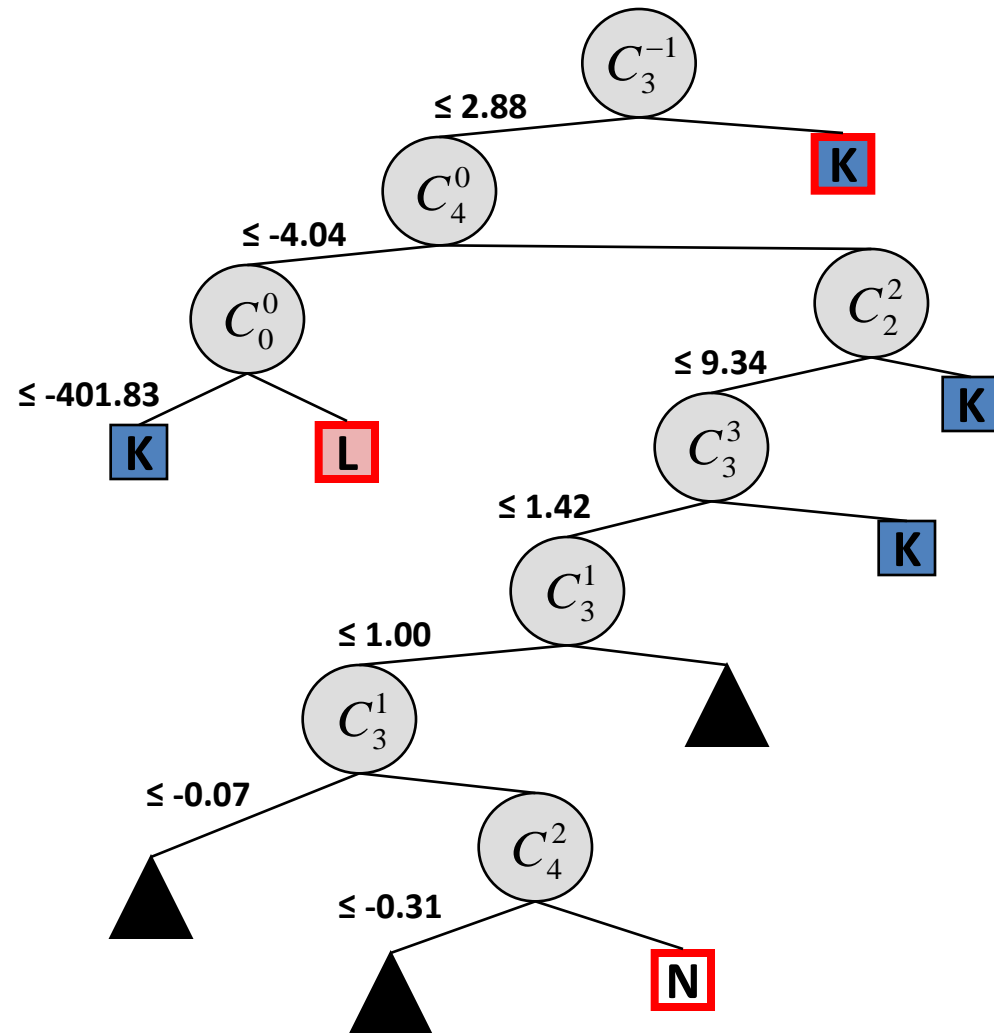 C_3^{-1}
≤ 2.88
K
C_4^0
≤ -4.04
C_2^2
C_0^0
≤ 9.34
≤ -401.83
K
K
L
C_3^3
≤ 1.42
K
C_3^1
≤ 1.00
C_3^1
≤ -0.07
C_4^2
≤ -0.31
N